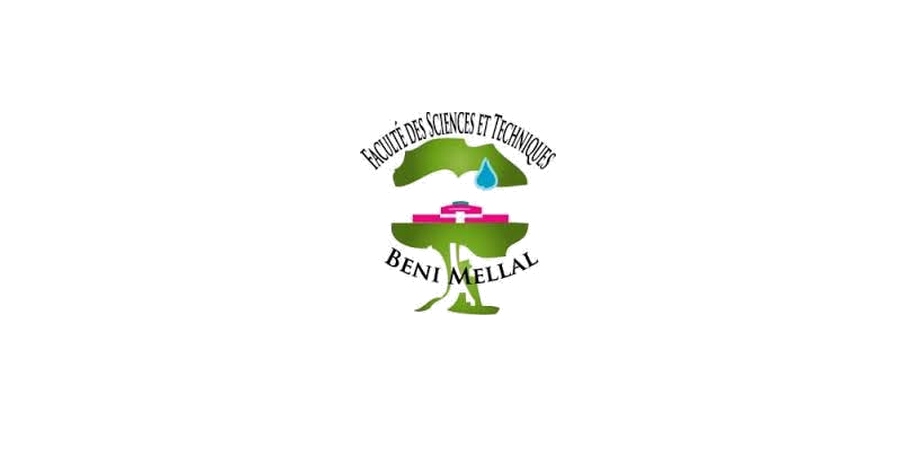 Faculté des Sciences et Techniques
Beni Mellal